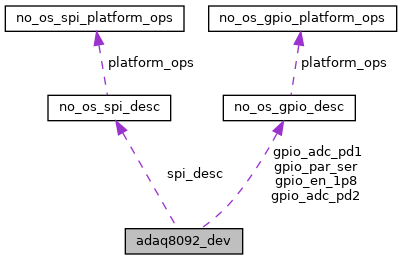 no_os_spi_platform_ops
no_os_gpio_platform_ops
platform_ops
platform_ops
no_os_spi_desc
no_os_gpio_desc
spi_desc
gpio_adc_pd1
gpio_par_ser
gpio_en_1p8
gpio_adc_pd2
adaq8092_dev